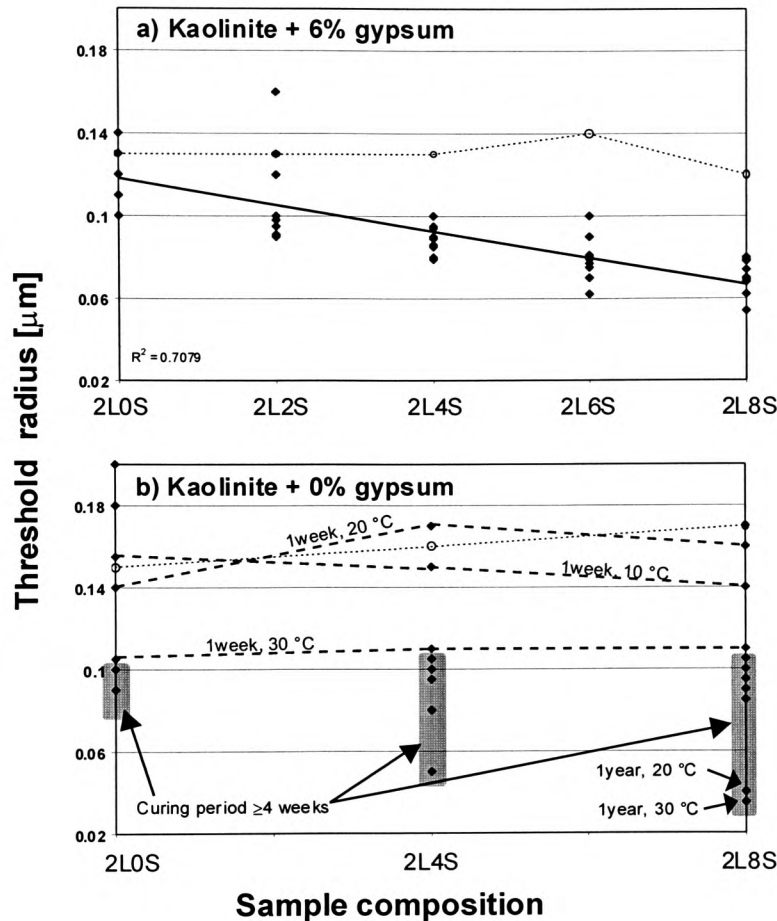 a) Kaolinite + 6% gypsum
0.18
0.14
0.1
0.06
0.02
R² = 0.7079
2L0S
2L2S
2L4S
2L6S
2L8S
Threshold radius [μm]
b) Kaolinite + 0% gypsum
0.18
0.14
0.1
0.06
0.02
1week, 20 °C
1week, 10 °C
1week, 30 °C
1year, 20 °C
1year, 30 °C
Curing period ≥4 weeks
2L0S
2L4S
2L8S
Sample composition